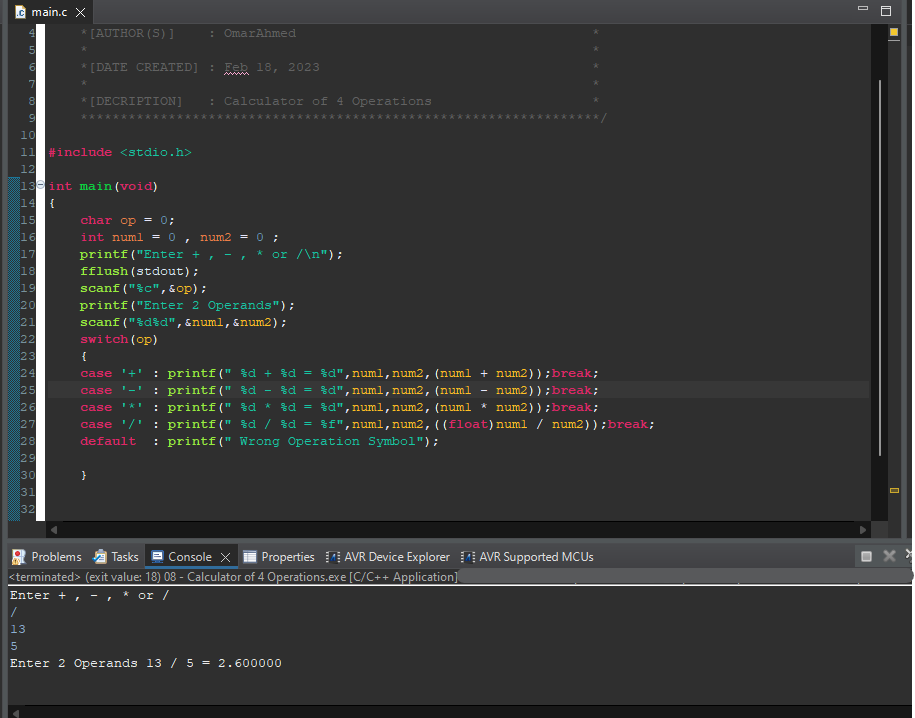 main.c
4 *[AUTHOR(S)] : OmarAhmed *
5 * *
6 *[DATE CREATED] : Feb 18, 2023 *
7 * *
8 *[DECRIPTION] : Calculator of 4 Operations *
9 *****************************************************************/
10
11 #include <stdio.h>
12
13 int main(void)
14 {
15 char op = 0;
16 int num1 = 0 , num2 = 0 ;
17 printf("Enter + , - , * or /\n");
18 fflush(stdout);
19 scanf("%c",&op);
20 printf("Enter 2 Operands");
21 scanf("%d%d",&num1,&num2);
22 switch(op)
23 {
24 case '+' : printf(" %d + %d = %d",num1,num2,(num1 + num2));break;
25 case '-' : printf(" %d - %d = %d",num1,num2,(num1 - num2));break;
26 case '*' : printf(" %d * %d = %d",num1,num2,(num1 * num2));break;
27 case '/' : printf(" %d / %d = %f",num1,num2,((float)num1 / num2));break;
28 default : printf(" Wrong Operation Symbol");
29
30 }
31
32
Problems Tasks Console Properties AVR Device Explorer AVR Supported MCUs
<terminated> (exit value: 18) 08 - Calculator of 4 Operations.exe [C/C++ Application]
Enter + , - , * or /
/
13
5
Enter 2 Operands 13 / 5 = 2.600000